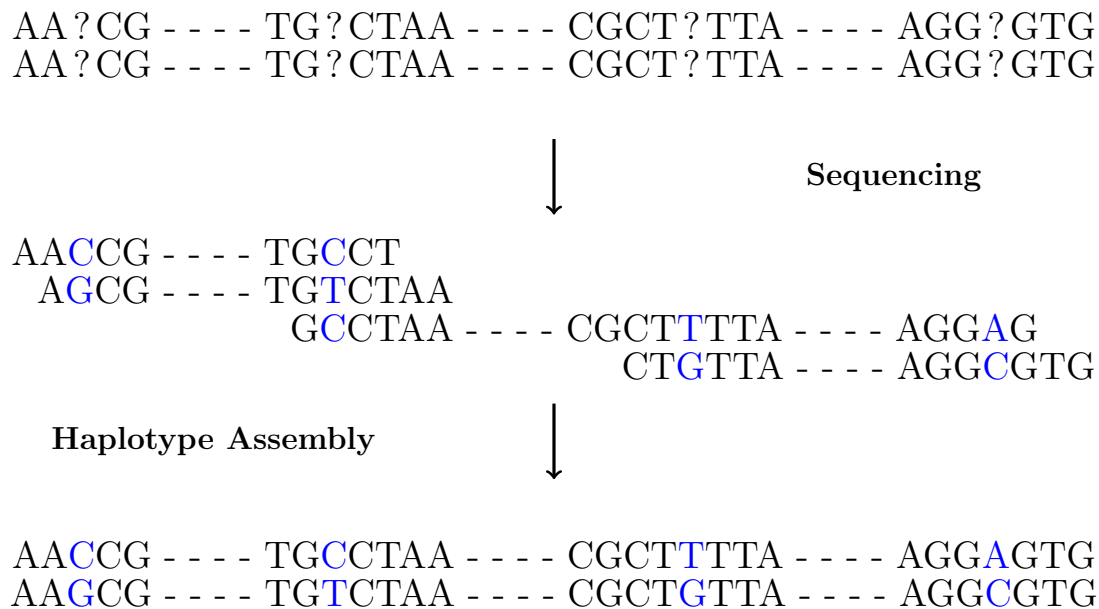 AA?CG - - - - TG?CTAA - - - - CGCT?TTA - - - - AGG?GTG
AA?CG - - - - TG?CTAA - - - - CGCT?TTA - - - - AGG?GTG
Sequencing
AACCG - - - - TGCCT
AGCG - - - - TGTCTAA
GCCTAA - - - - CGCTTTTA - - - - AGGAG
CTGTTA - - - - AGGCGTG
Haplotype Assembly
AACCG - - - - TGCCTAA - - - - CGCTTTTA - - - - AGGAGTG
AAGCG - - - - TGTCTAA - - - - CGCTGTTA - - - - AGGCGTG